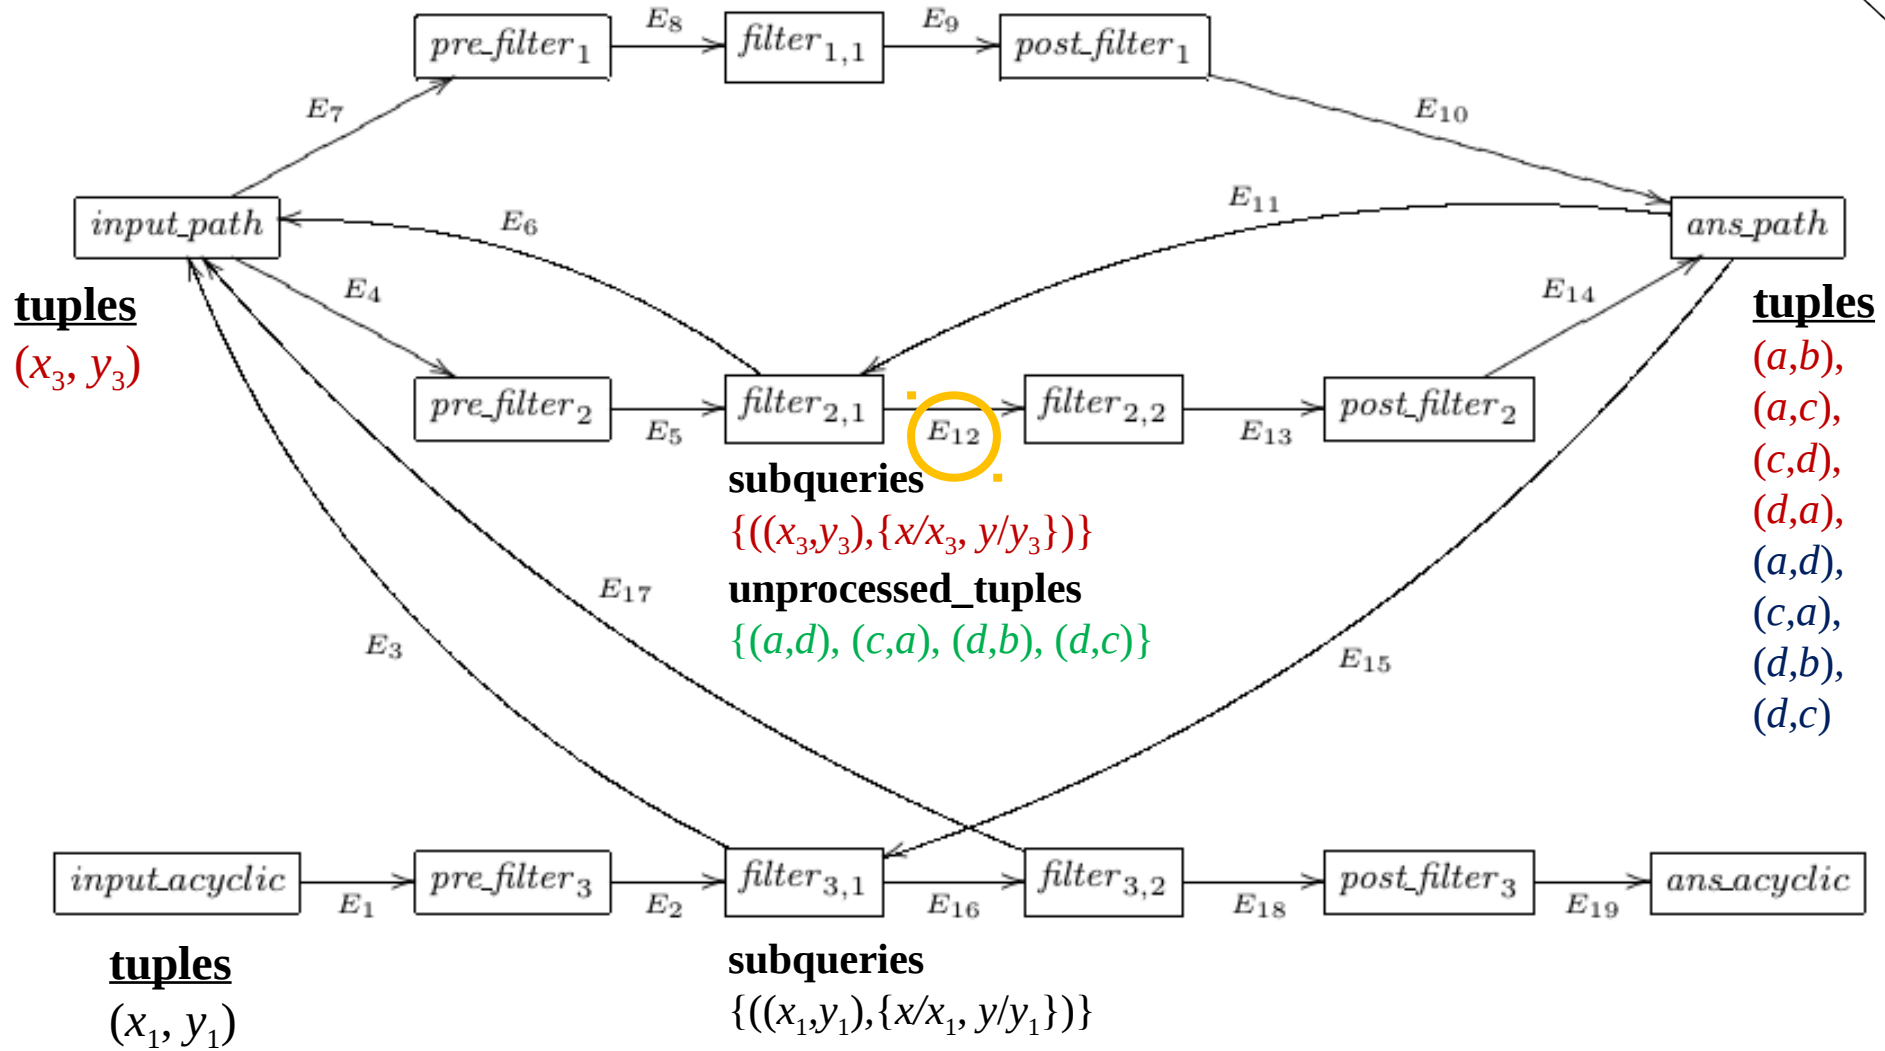 E8
E9
pre_filter1
filter1,1
post_filter1
E7
E10
E11
input_path
E6
ans_path
E4
E14
tuples
(x3, y3)
tuples
(a,b),
(a,c),
(c,d),
(d,a),
(a,d),
(c,a),
(d,b),
(d,c)
pre_filter2
filter2,1
filter2,2
post_filter2
E5
E12
E13
subqueries
{((x3,y3),{x/x3, y/y3})}
unprocessed_tuples
{(a,d), (c,a), (d,b), (d,c)}
E17
E3
E15
input_acyclic
pre_filter3
filter3,1
filter3,2
post_filter3
ans_acyclic
E1
E2
E16
E18
E19
tuples
(x1, y1)
subqueries
{((x1,y1),{x/x1, y/y1})}